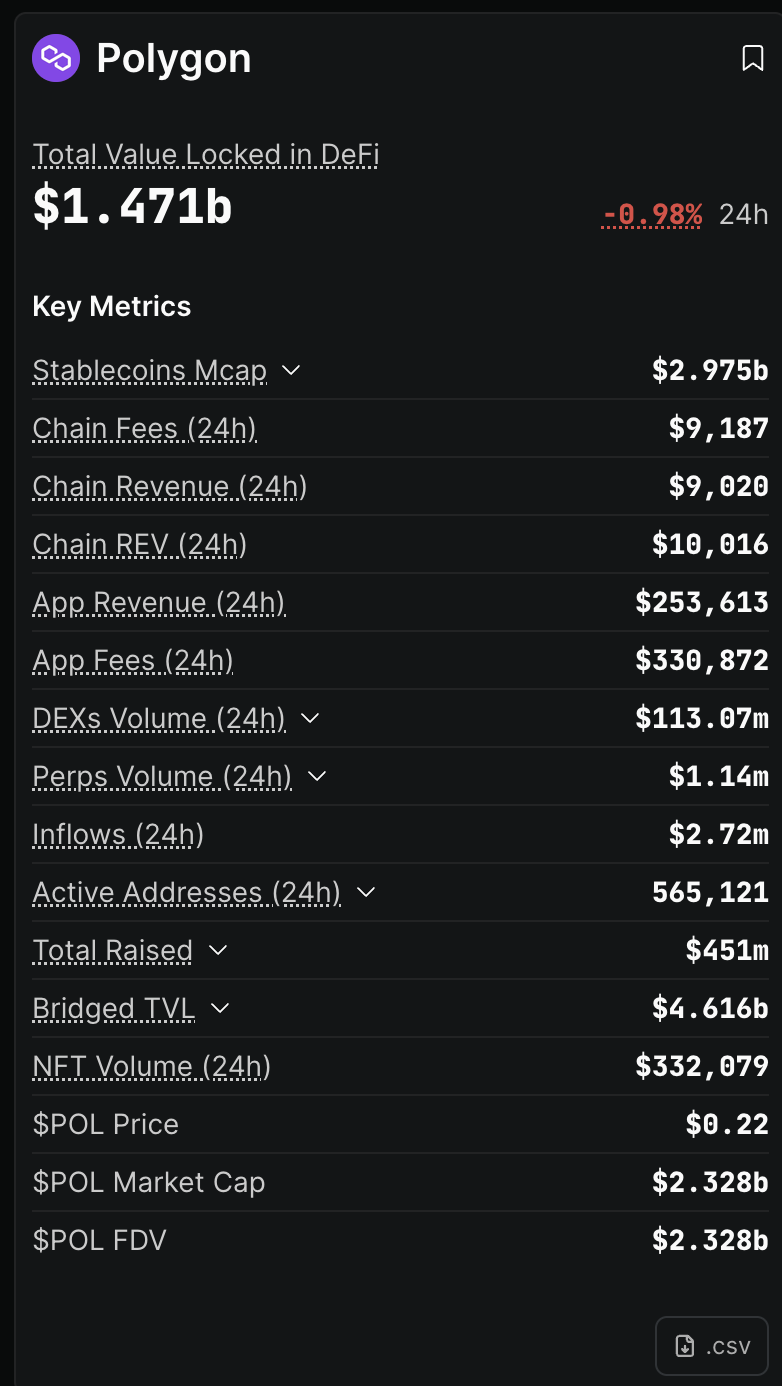 Polygon
Total Value Locked in DeFi
$1.471b -0.98% 24h
Key Metrics
Stablecoins Mcap $2.975b
Chain Fees (24h) $9,187
Chain Revenue (24h) $9,020
Chain REV (24h) $10,016
App Revenue (24h) $253,613
App Fees (24h) $330,872
DEXs Volume (24h) $113.07m
Perps Volume (24h) $1.14m
Inflows (24h) $2.72m
Active Addresses (24h) 565,121
Total Raised $451m
Bridged TVL $4.616b
NFT Volume (24h) $332,079
$POL Price $0.22
$POL Market Cap $2.328b
$POL FDV $2.328b
.csv